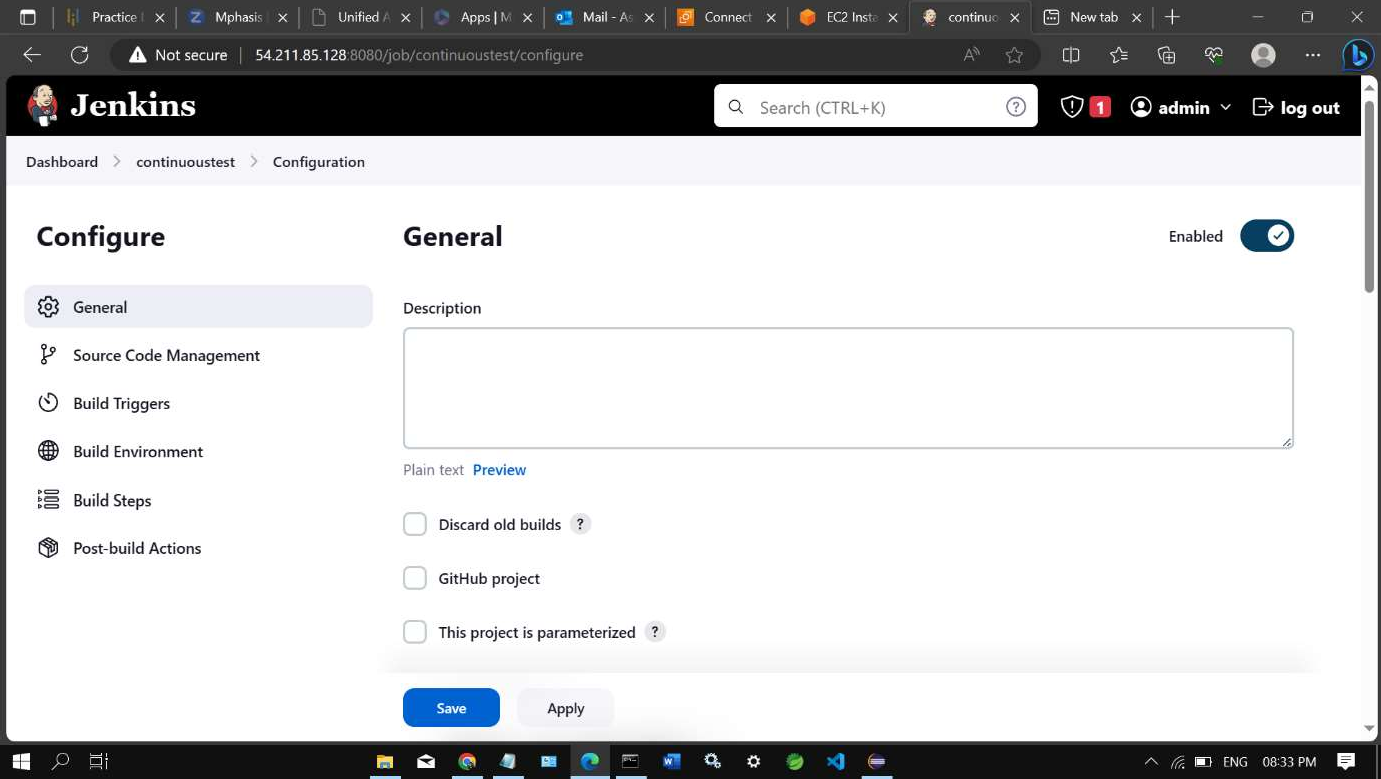 Practice
Mphasis
Unified A
Apps | M
Mail - As
Connect
EC2 Insta
continuo
New tab
Not secure
54.211.85.128:8080/job/continuoustest/configure
Jenkins
Search (CTRL+K)
?
1
admin
log out
Dashboard
continuoustest
Configuration
Configure
General
Enabled
General
Source Code Management
Build Triggers
Build Environment
Build Steps
Post-build Actions
Description
Plain text Preview
Discard old builds ?
GitHub project
This project is parameterized ?
Save
Apply
ENG
08:33 PM